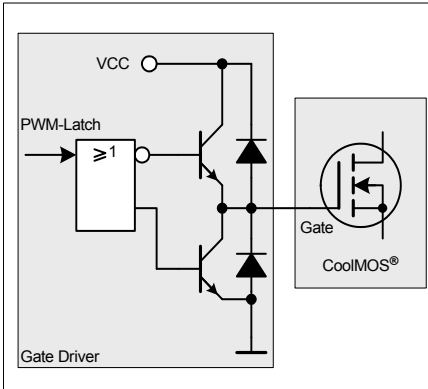 VCC
PWM-Latch
≥1
Gate
CoolMOS®
Gate Driver